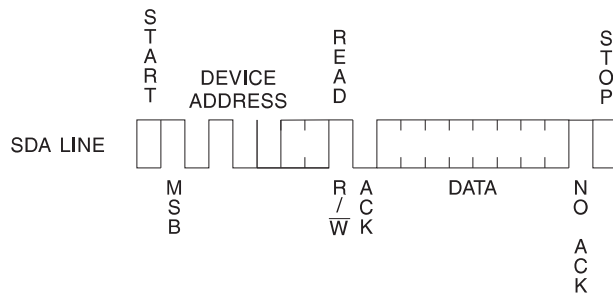 START
DEVICE
ADDRESS
READ
STOP
SDA LINE
MSB
R/W̅
ACK
DATA
NO ACK